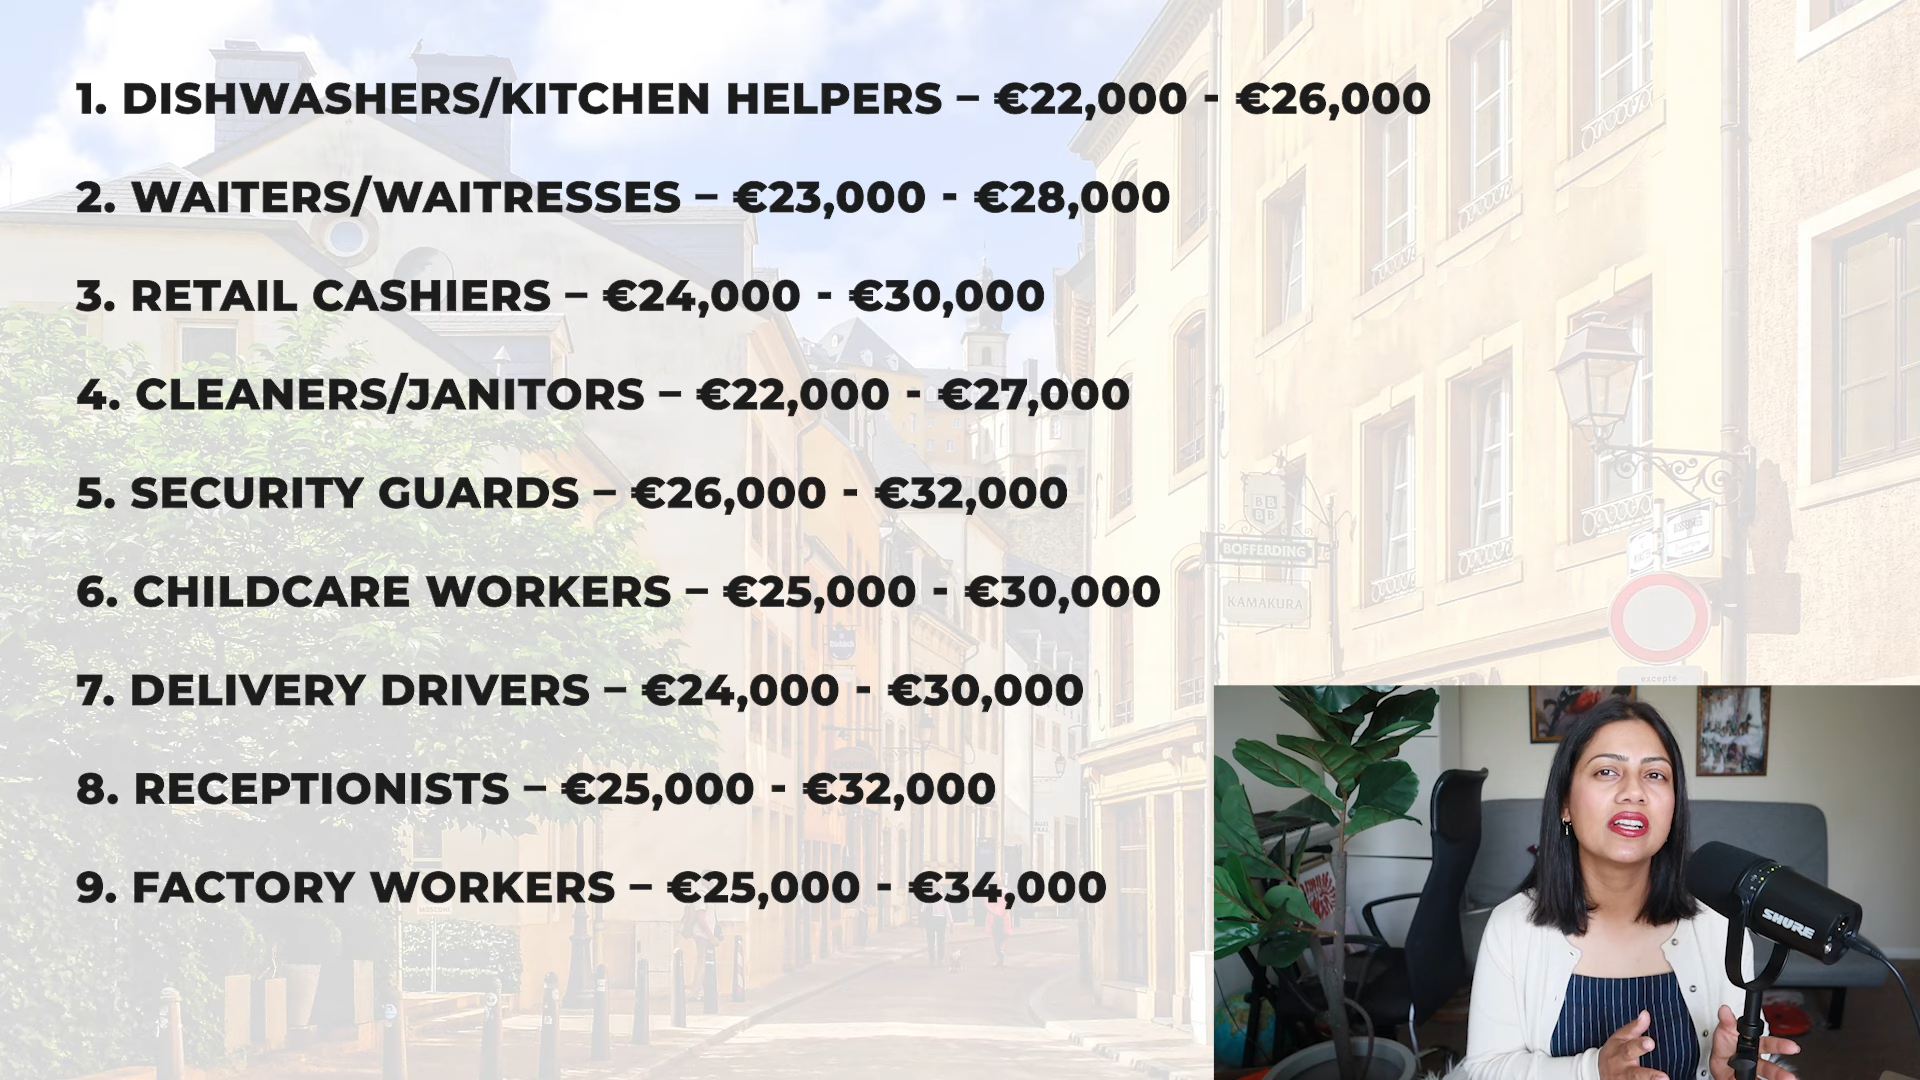 1. DISHWASHERS/KITCHEN HELPERS – €22,000 - €26,000
2. WAITERS/WAITRESSES – €23,000 - €28,000
3. RETAIL CASHIERS – €24,000 - €30,000
4. CLEANERS/JANITORS – €22,000 - €27,000
5. SECURITY GUARDS – €26,000 - €32,000
BOFFERDING
6. CHILDCARE WORKERS – €25,000 - €30,000
KAMAKURA
excepté
7. DELIVERY DRIVERS – €24,000 - €30,000
8. RECEPTIONISTS – €25,000 - €32,000
9. FACTORY WORKERS – €25,000 - €34,000
SHURE